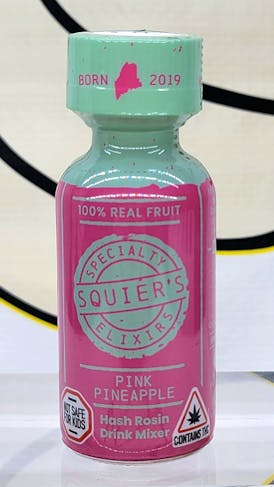 BORN 2019
100% REAL FRUIT
SPECIALTY
SQUIER'S
ELIXIRS
PINK
PINEAPPLE
NOT SAFE
FOR KIDS
Hash Rosin
Drink Mixer
CONTAINS THC